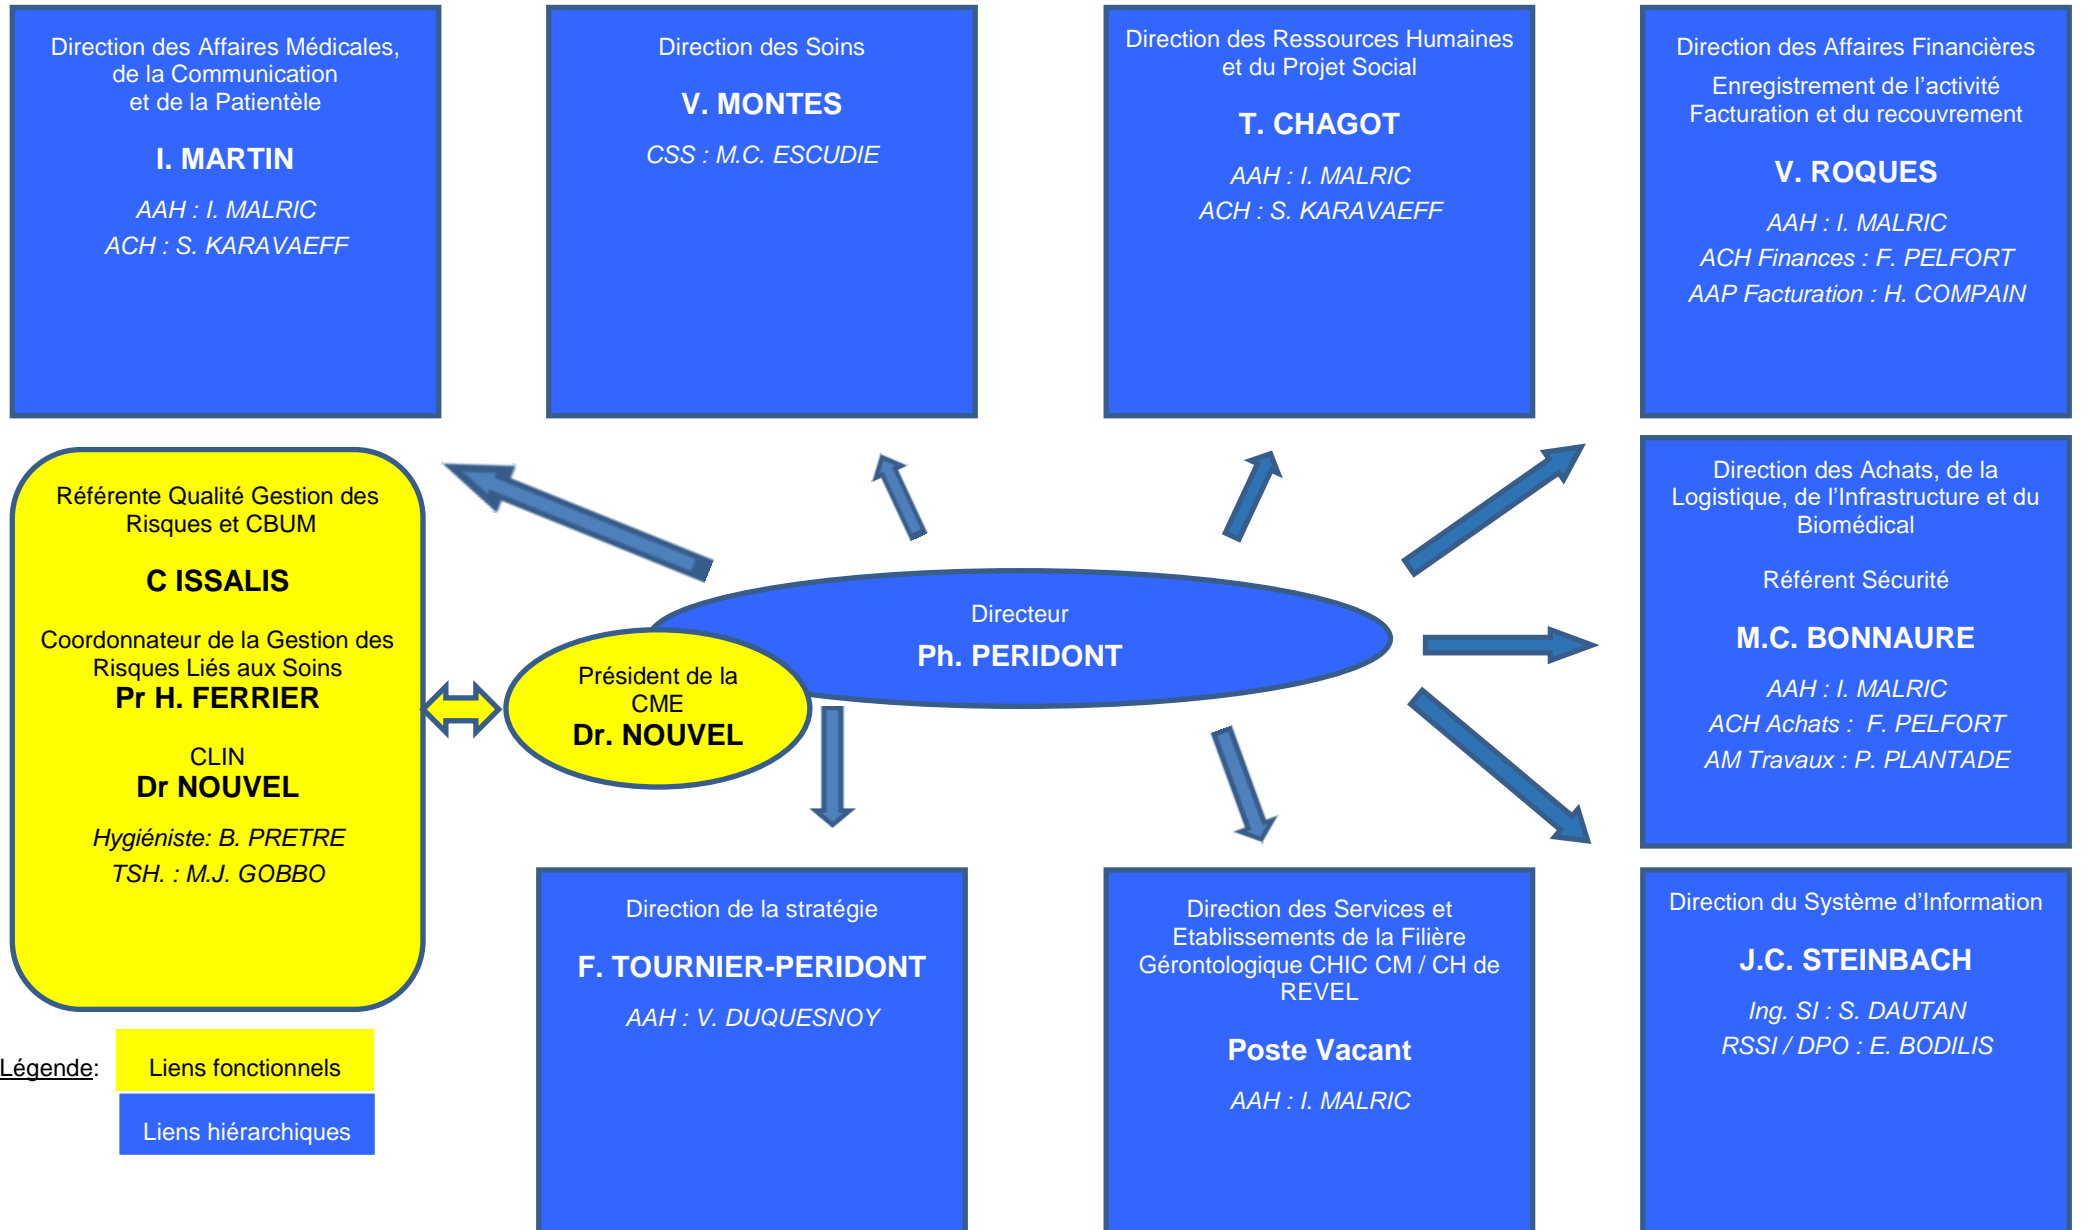 Direction des Affaires Médicales,
de la Communication
et de la Patientèle
I. MARTIN
AAH : I. MALRIC
ACH : S. KARAVAEFF
Direction des Soins
V. MONTES
CSS : M.C. ESCUDIE
Direction des Ressources Humaines
et du Projet Social
T. CHAGOT
AAH : I. MALRIC
ACH : S. KARAVAEFF
Direction des Affaires Financières
Enregistrement de l'activité
Facturation et du recouvrement
V. ROQUES
AAH : I. MALRIC
ACH Finances : F. PELFORT
AAP Facturation : H. COMPAIN
Référente Qualité Gestion des
Risques et CBUM
C ISSALIS
Coordonnateur de la Gestion des
Risques Liés aux Soins
Pr H. FERRIER
CLIN
Dr NOUVEL
Hygiéniste: B. PRETRE
TSH. : M.J. GOBBO
Président de la
CME
Dr. NOUVEL
Directeur
Ph. PERIDONT
Direction des Achats, de la
Logistique, de l'Infrastructure et du
Biomédical
Référent Sécurité
M.C. BONNAURE
AAH : I. MALRIC
ACH Achats : F. PELFORT
AM Travaux : P. PLANTADE
Direction de la stratégie
F. TOURNIER-PERIDONT
AAH : V. DUQUESNOY
Direction des Services et
Etablissements de la Filière
Gérontologique CHIC CM / CH de
REVEL
Poste Vacant
AAH : I. MALRIC
Direction du Système d'Information
J.C. STEINBACH
Ing. SI : S. DAUTAN
RSSI / DPO : E. BODILIS
Légende:
Liens fonctionnels
Liens hiérarchiques